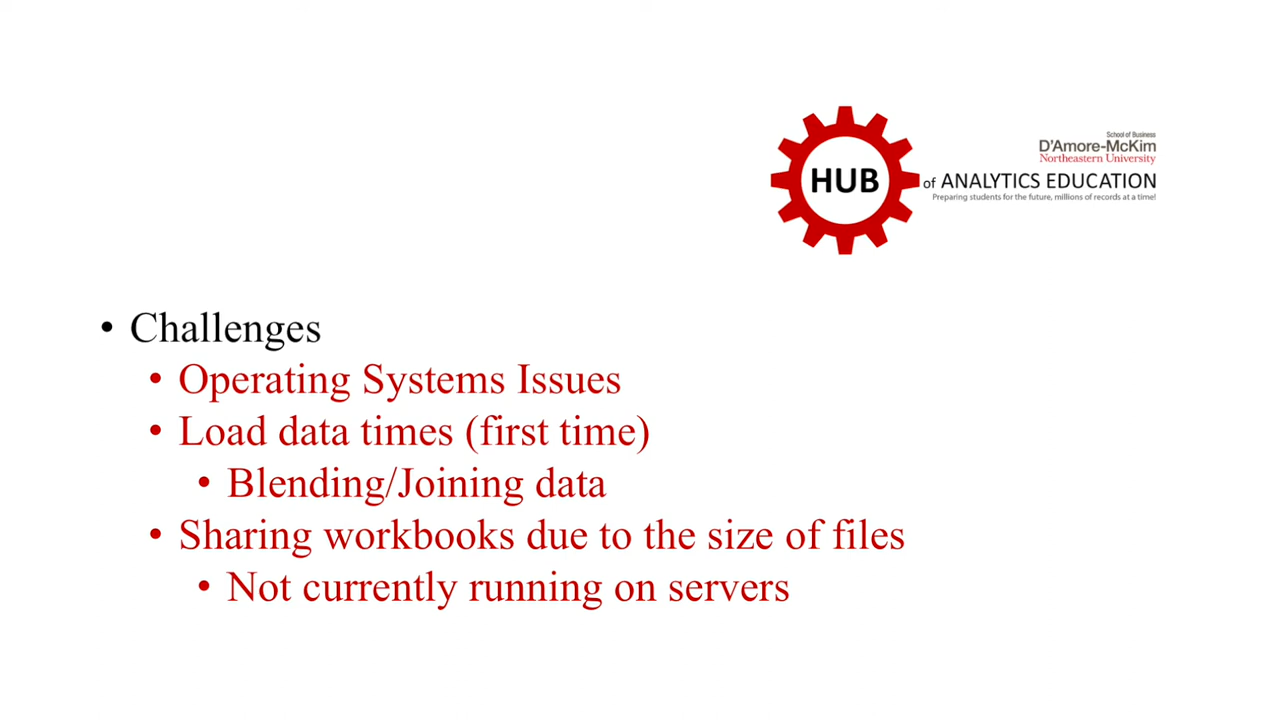 School of Business
D'Amore-McKim
Northeastern University
HUB of ANALYTICS EDUCATION
Preparing students for the future, millions of records at a time!
• Challenges
• Operating Systems Issues
• Load data times (first time)
• Blending/Joining data
• Sharing workbooks due to the size of files
• Not currently running on servers